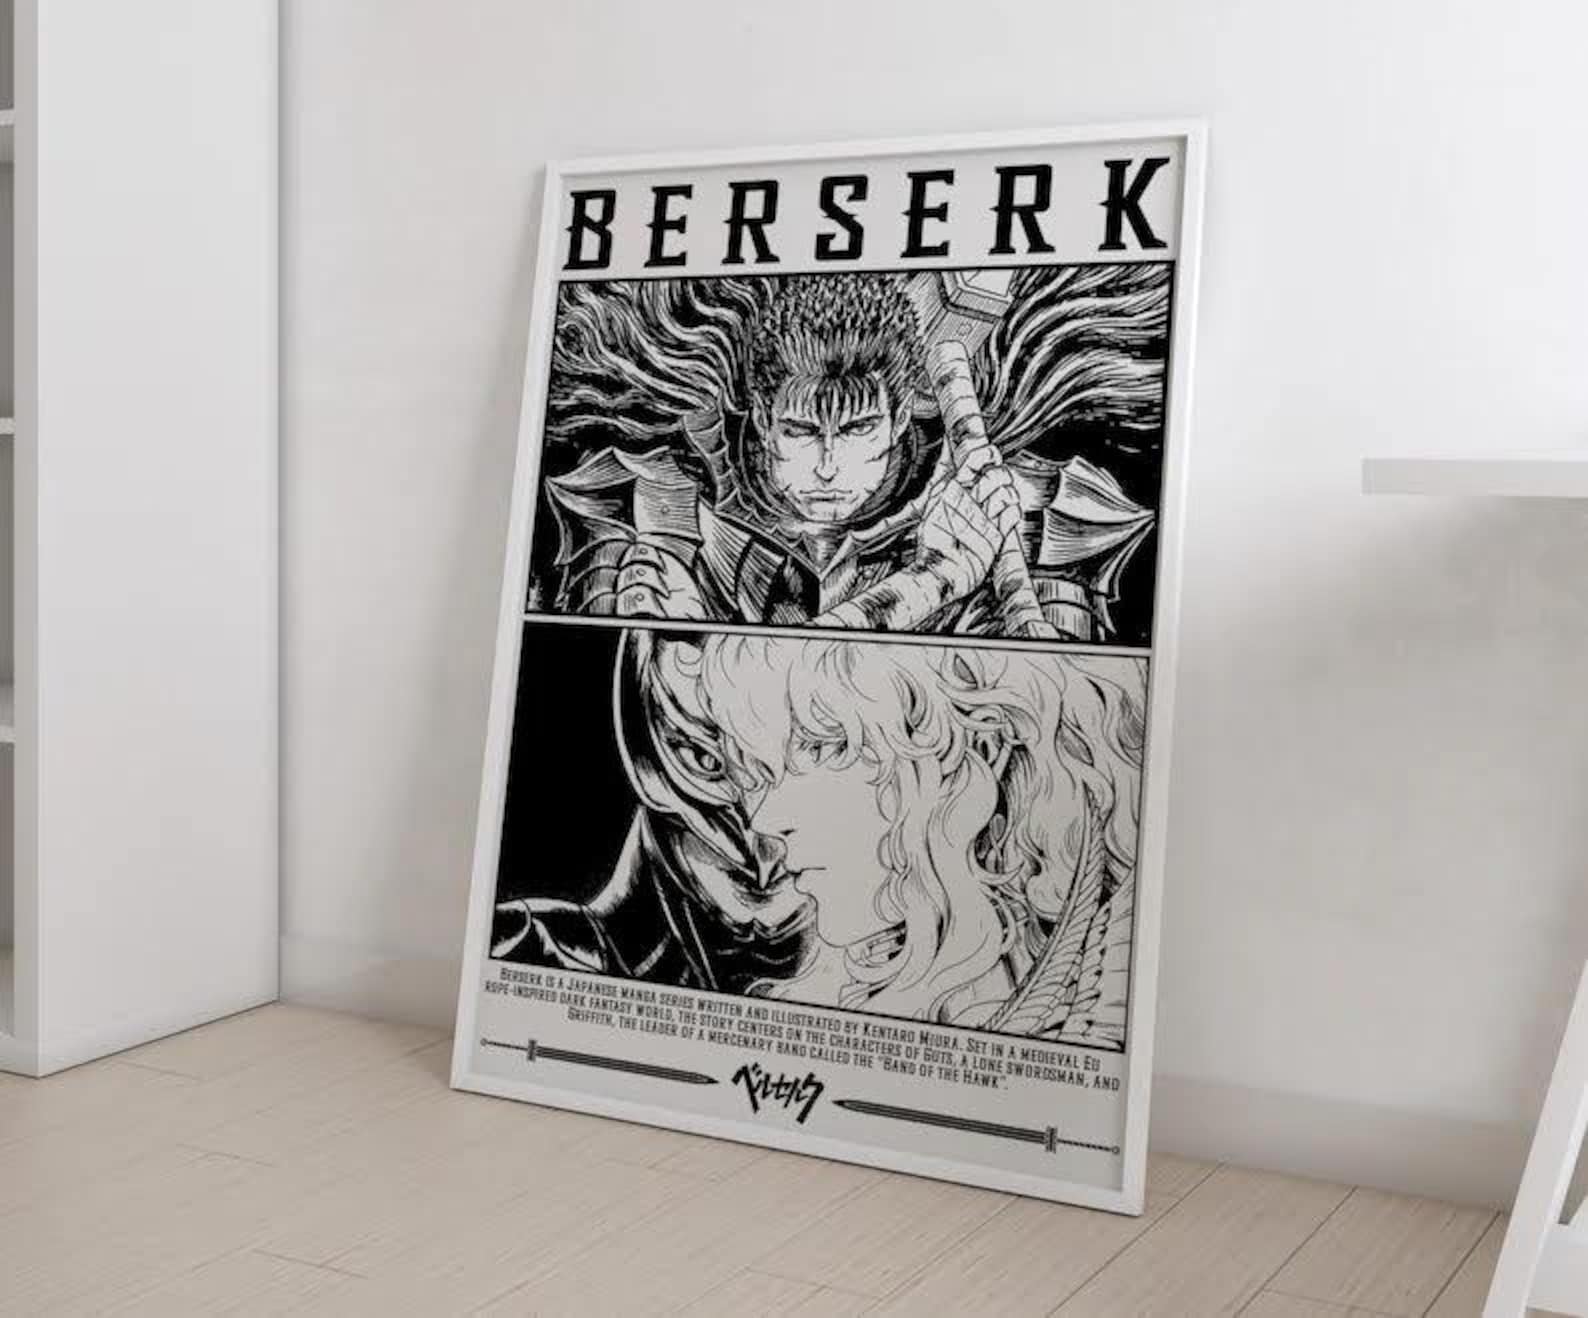 BERSERK
BERSERK IS A JAPANESE MANGA SERIES WRITTEN AND ILLUSTRATED BY KENTARO MIURA. SET IN A MEDIEVAL EU
ROPE-INSPIRED DARK FANTASY WORLD, THE STORY CENTERS ON THE CHARACTERS OF GUTS, A LONE SWORDSMAN, AND
GRIFFITH, THE LEADER OF A MERCENARY BAND CALLED THE "BAND OF THE HAWK".
ベルセルク